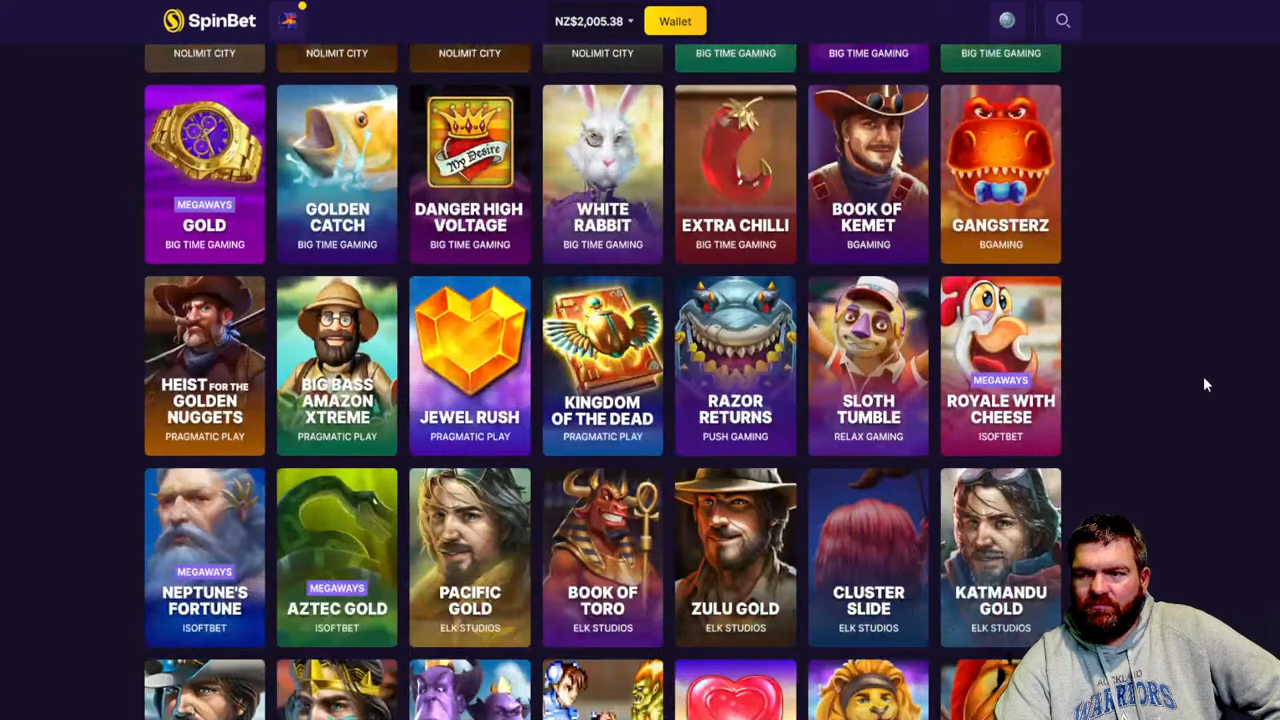 SpinBet
NZ$2,005.38
Wallet
NOLIMIT CITY
NOLIMIT CITY
NOLIMIT CITY
NOLIMIT CITY
BIG TIME GAMING
BIG TIME GAMING
BIG TIME GAMING
MEGAWAYS
GOLD
BIG TIME GAMING
GOLDEN
CATCH
BIG TIME GAMING
My Desire
DANGER HIGH
VOLTAGE
BIG TIME GAMING
WHITE
RABBIT
BIG TIME GAMING
EXTRA CHILLI
BIG TIME GAMING
BOOK OF
KEMET
BGAMING
GANGSTERZ
BGAMING
HEIST FOR THE
GOLDEN
NUGGETS
PRAGMATIC PLAY
BIG BASS
AMAZON
XTREME
PRAGMATIC PLAY
JEWEL RUSH
PRAGMATIC PLAY
KINGDOM
OF THE DEAD
PRAGMATIC PLAY
RAZOR
RETURNS
PUSH GAMING
SLOTH
TUMBLE
RELAX GAMING
MEGAWAYS
ROYALE WITH
CHEESE
ISOFTBET
MEGAWAYS
NEPTUNE'S
FORTUNE
ISOFTBET
MEGAWAYS
AZTEC GOLD
ISOFTBET
PACIFIC
GOLD
ELK STUDIOS
BOOK OF
TORO
ELK STUDIOS
ZULU GOLD
ELK STUDIOS
CLUSTER
SLIDE
ELK STUDIOS
KATMANDU
GOLD
ELK STUDIOS
AUCKLAND
WARRIORS